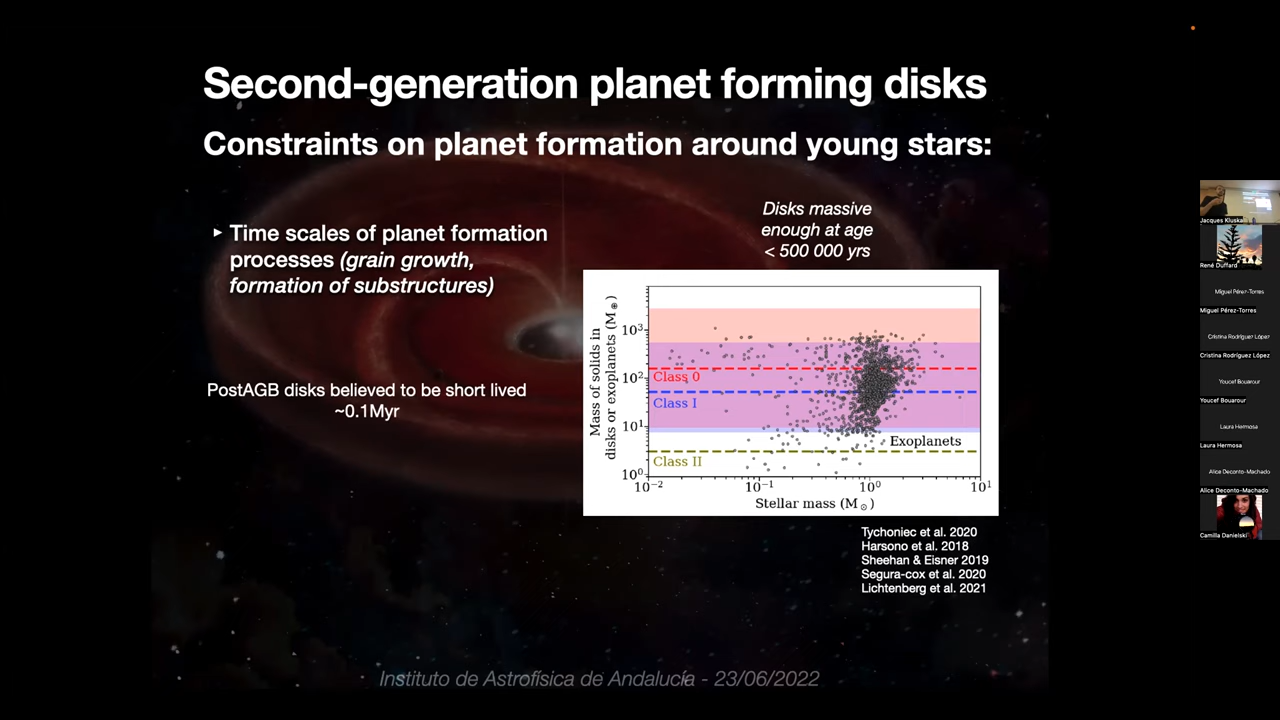 Second-generation planet forming disks
Constraints on planet formation around young stars:
‣ Time scales of planet formation
processes (grain growth,
formation of substructures)
PostAGB disks believed to be short lived
~0.1Myr
Disks massive
enough at age
< 500 000 yrs
Mass of solids in
disks or exoplanets (M⊕)
10³
10²
10¹
10⁰
Class 0
Class I
Exoplanets
Class II
10⁻²
10⁻¹
10⁰
10¹
Stellar mass (M⊙)
Tychoniec et al. 2020
Harsono et al. 2018
Sheehan & Eisner 2019
Segura-cox et al. 2020
Lichtenberg et al. 2021
Instituto de Astrofísica de Andalucía - 23/06/2022
Jacques Kluska
René Duffard
Miguel Pérez-Torres
Miguel Pérez-Torres
Cristina Rodríguez López
Cristina Rodríguez López
Youcef Bouarour
Youcef Bouarour
Laura Hermosa
Laura Hermosa
Alice Deconto-Machado
Alice Deconto-Machado
Camilla Danielski